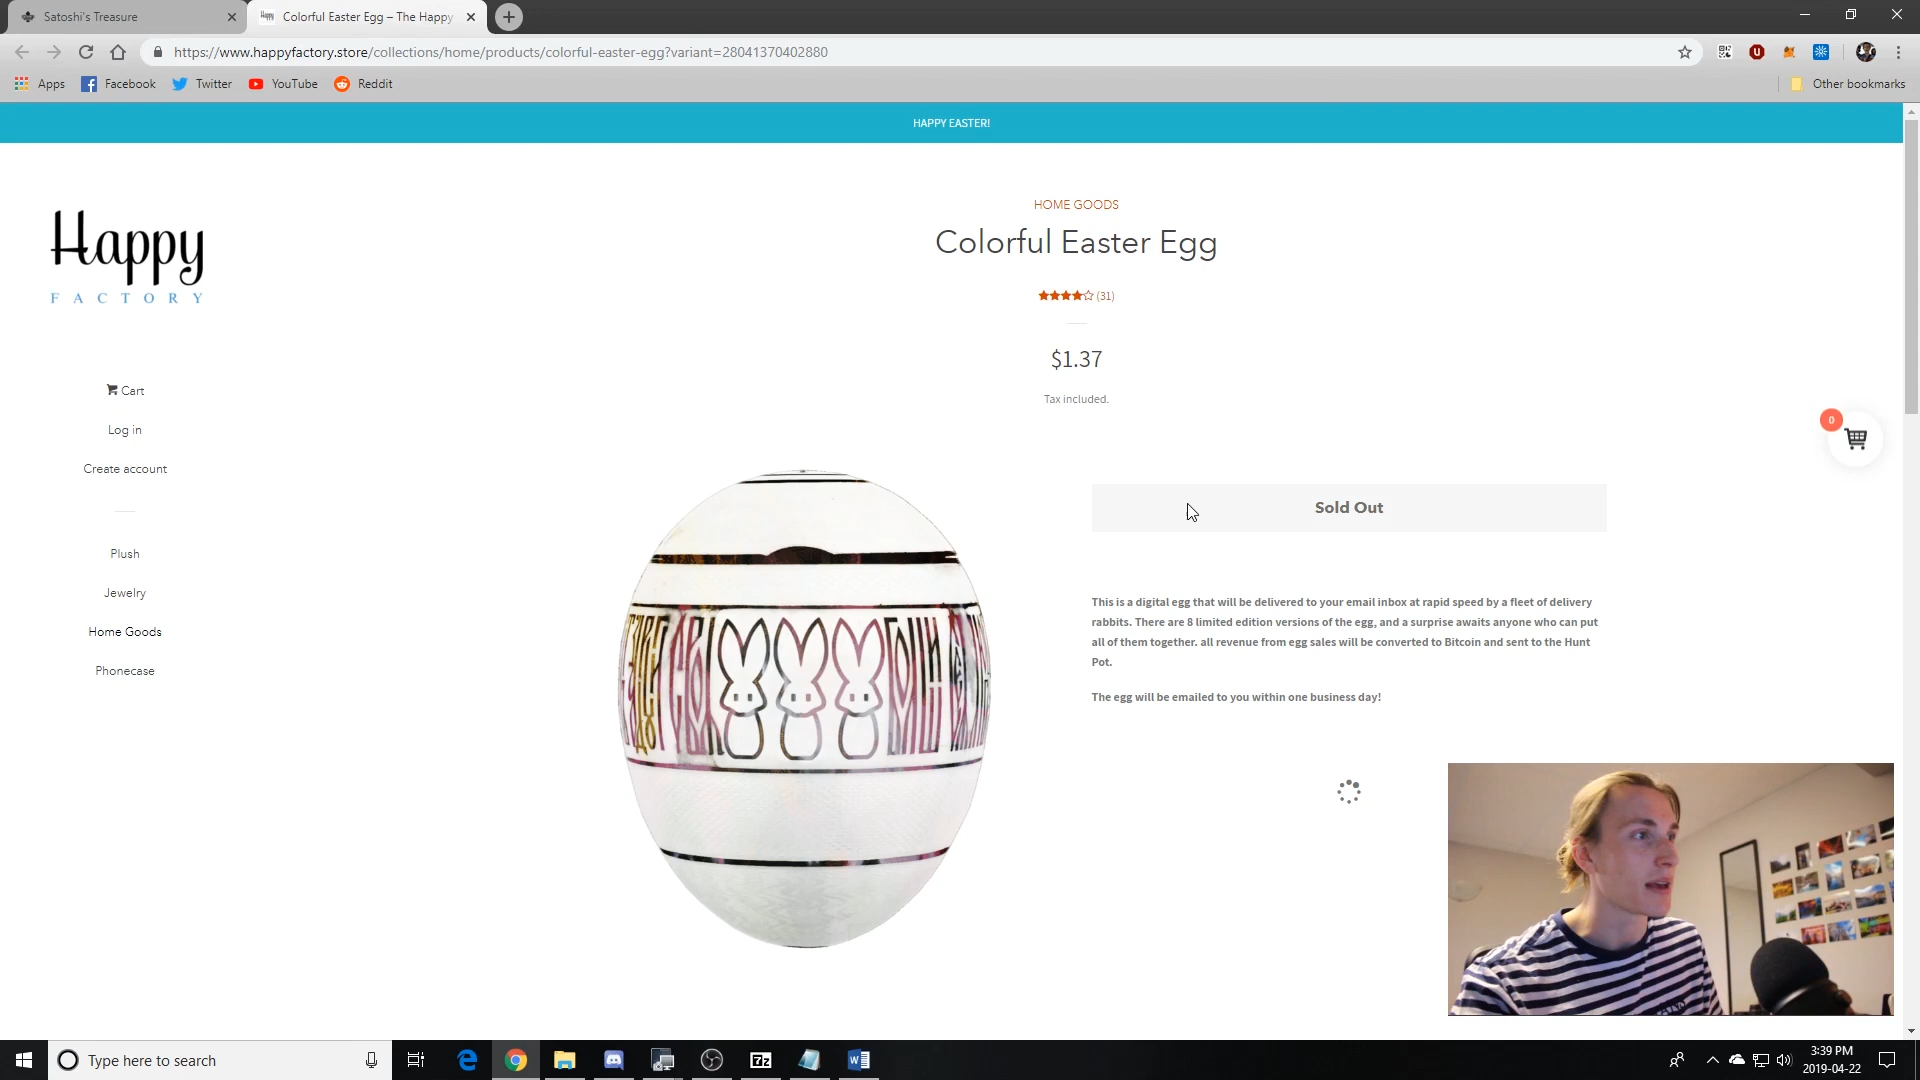 Satoshi's Treasure
Colorful Easter Egg – The Happy
https://www.happyfactory.store/collections/home/products/colorful-easter-egg?variant=28041370402880
Apps
Facebook
Twitter
YouTube
Reddit
Other bookmarks
HAPPY EASTER!
Happy
FACTORY
HOME GOODS
Colorful Easter Egg
(31)
$1.37
Tax included.
Cart
Log in
Create account
Plush
Jewelry
Home Goods
Phonecase
0
Sold Out
This is a digital egg that will be delivered to your email inbox at rapid speed by a fleet of delivery
rabbits. There are 8 limited edition versions of the egg, and a surprise awaits anyone who can put
all of them together. all revenue from egg sales will be converted to Bitcoin and sent to the Hunt
Pot.
The egg will be emailed to you within one business day!
Type here to search
3:39 PM
2019-04-22